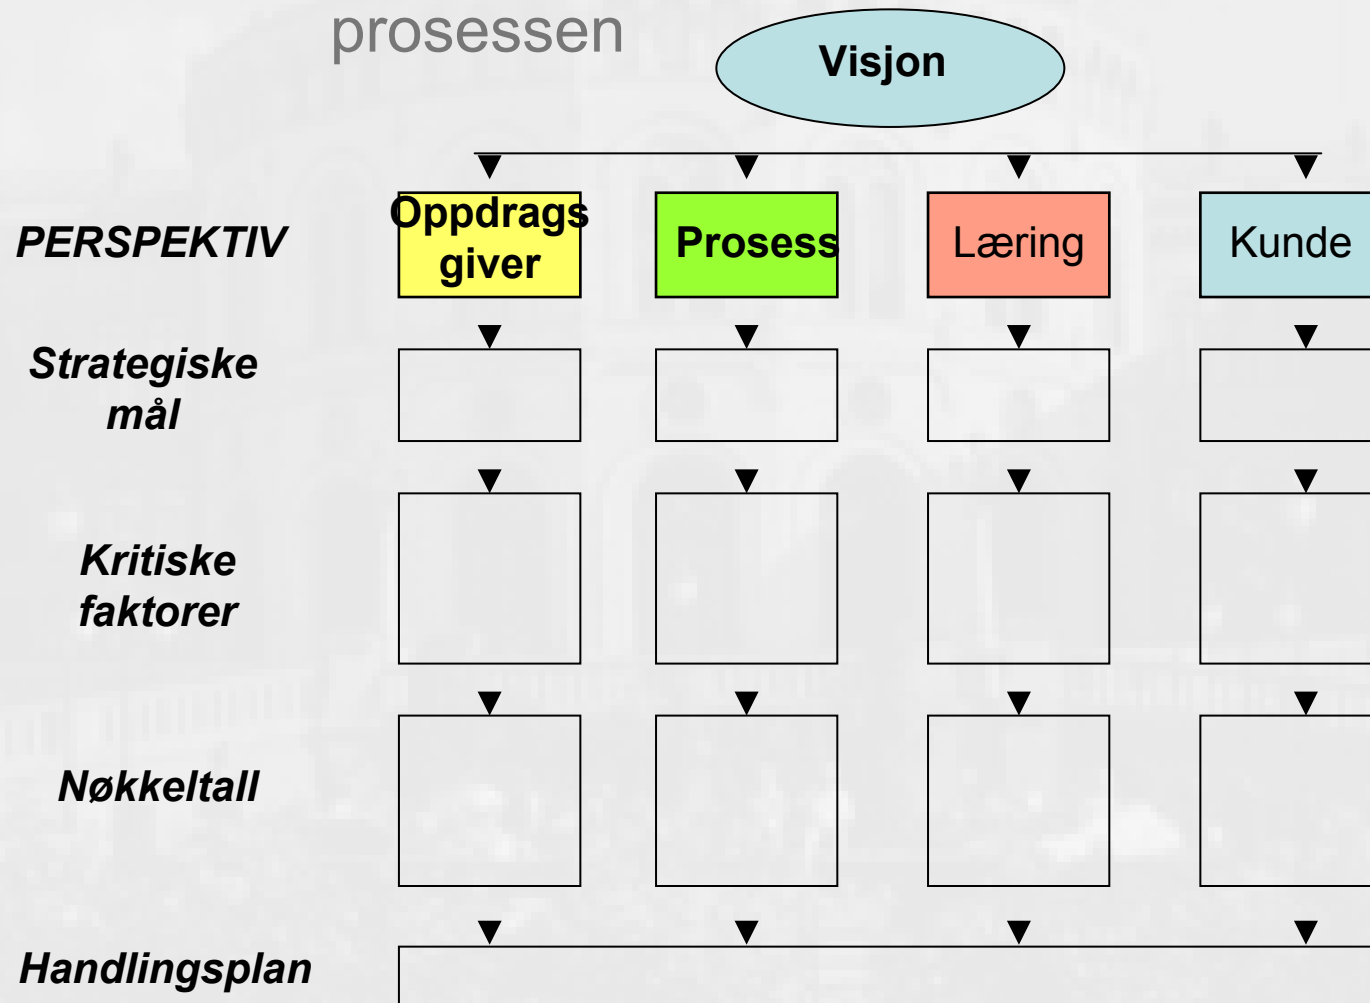 prosessen
Visjon
PERSPEKTIV
Oppdrags
giver
Prosess
Læring
Kunde
Strategiske
mål
Kritiske
faktorer
Nøkkeltall
Handlingsplan